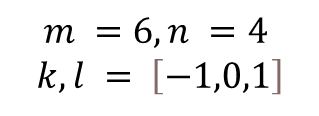 m = 6, n = 4
k, l = [−1,0,1]